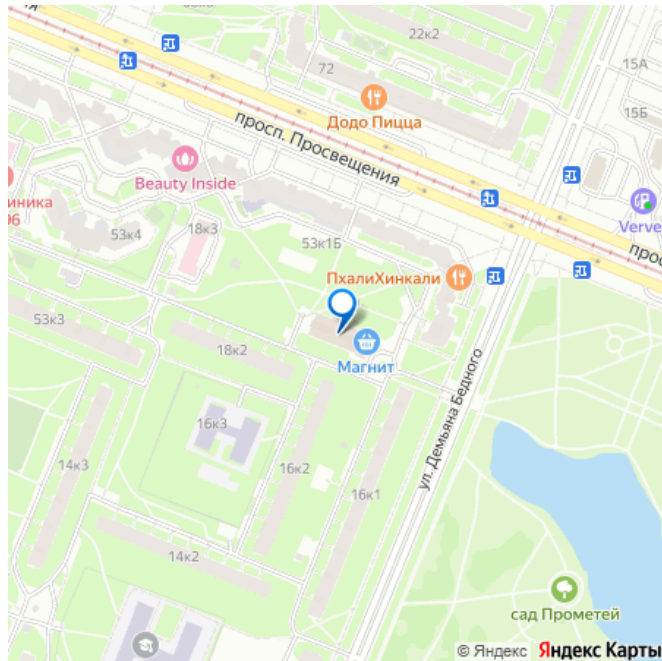 22к2
15А
72
Додо Пицца
15Б
просп. Просвещения
Beauty Inside
Verve
53к4
18к3
53к1Б
ПхалиХинкали
53к3
18к2
Магнит
16к3
14к3
16к2
16к1
ул. Демьяна Бедного
14к2
сад Прометей
© Яндекс Яндекс Карты